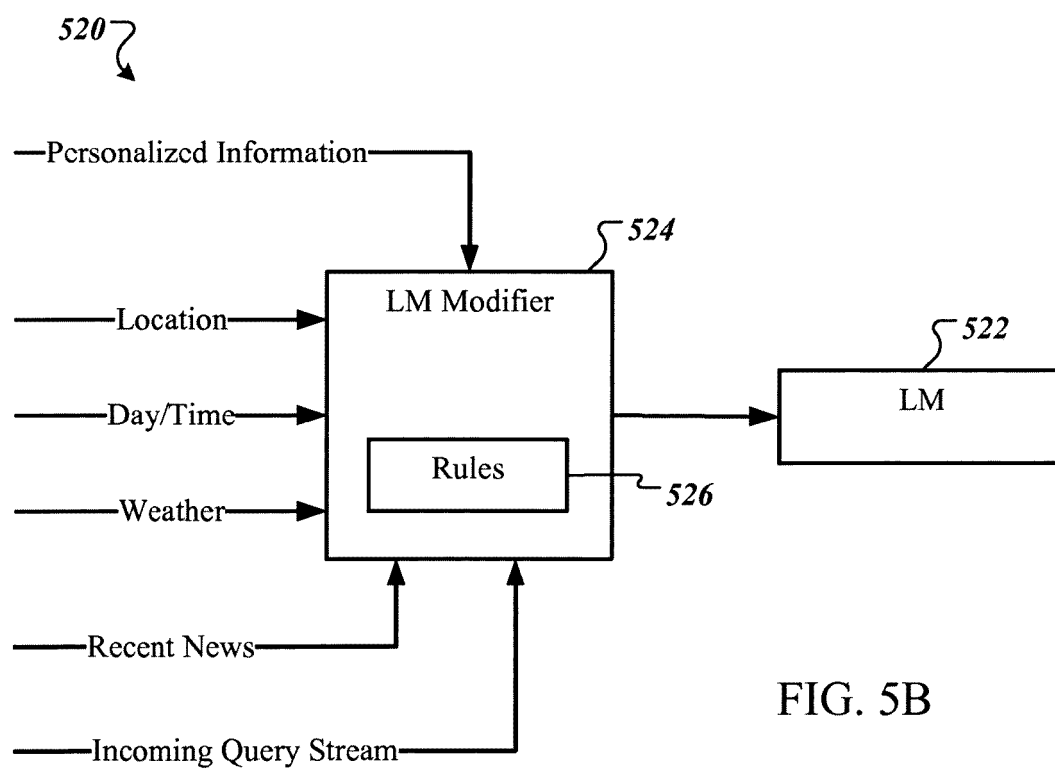 520
Personalized Information
524
LM Modifier
Location
522
LM
Day/Time
Rules
526
Weather
Recent News
FIG. 5B
Incoming Query Stream